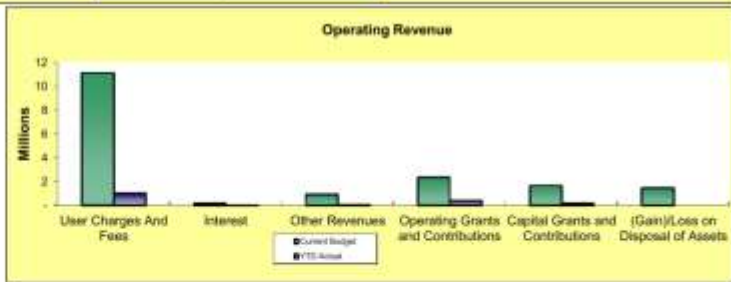 Operating Revenue
Millions
12
10
8
6
4
2
-
User Charges And
Fees
Interest
Other Revenues
Operating Grants
and Contributions
Capital Grants and
Contributions
(Gain)/Loss on
Disposal of Assets
Current Budget
YTD Actual